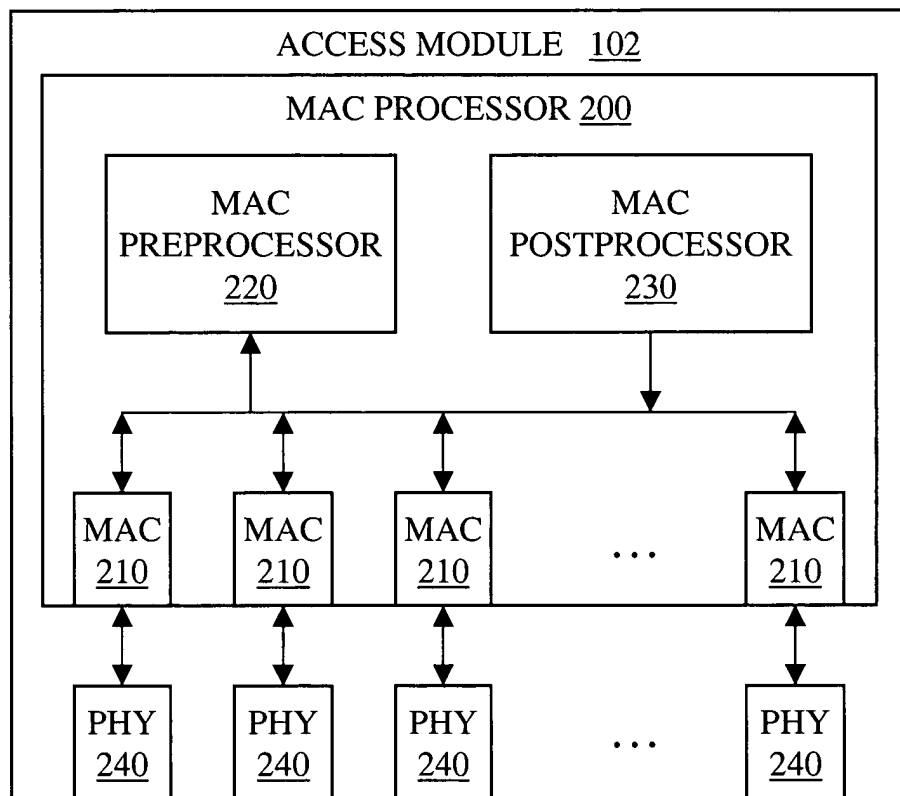 ACCESS MODULE 102
MAC PROCESSOR 200
MAC
PREPROCESSOR
220
MAC
POSTPROCESSOR
230
MAC
210
MAC
210
MAC
210
...
MAC
210
PHY
240
PHY
240
PHY
240
...
PHY
240